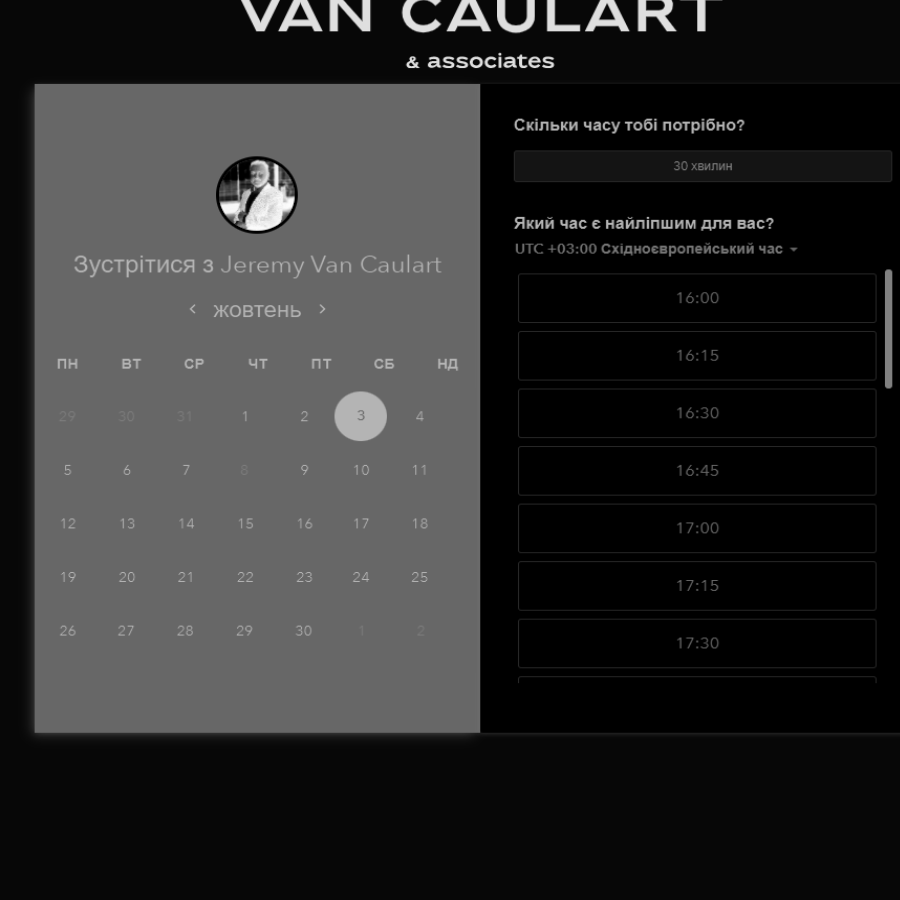 VAN CAULART
& associates
Зустрітися з Jeremy Van Caulart
жовтень
ПН ВТ СР ЧТ ПТ СБ НД
29 30 31 1 2 3 4
5 6 7 8 9 10 11
12 13 14 15 16 17 18
19 20 21 22 23 24 25
26 27 28 29 30 1 2
Скільки часу тобі потрібно?
30 хвилин
Який час є найліпшим для вас?
UTC +03:00 Східноєвропейський час
16:00
16:15
16:30
16:45
17:00
17:15
17:30